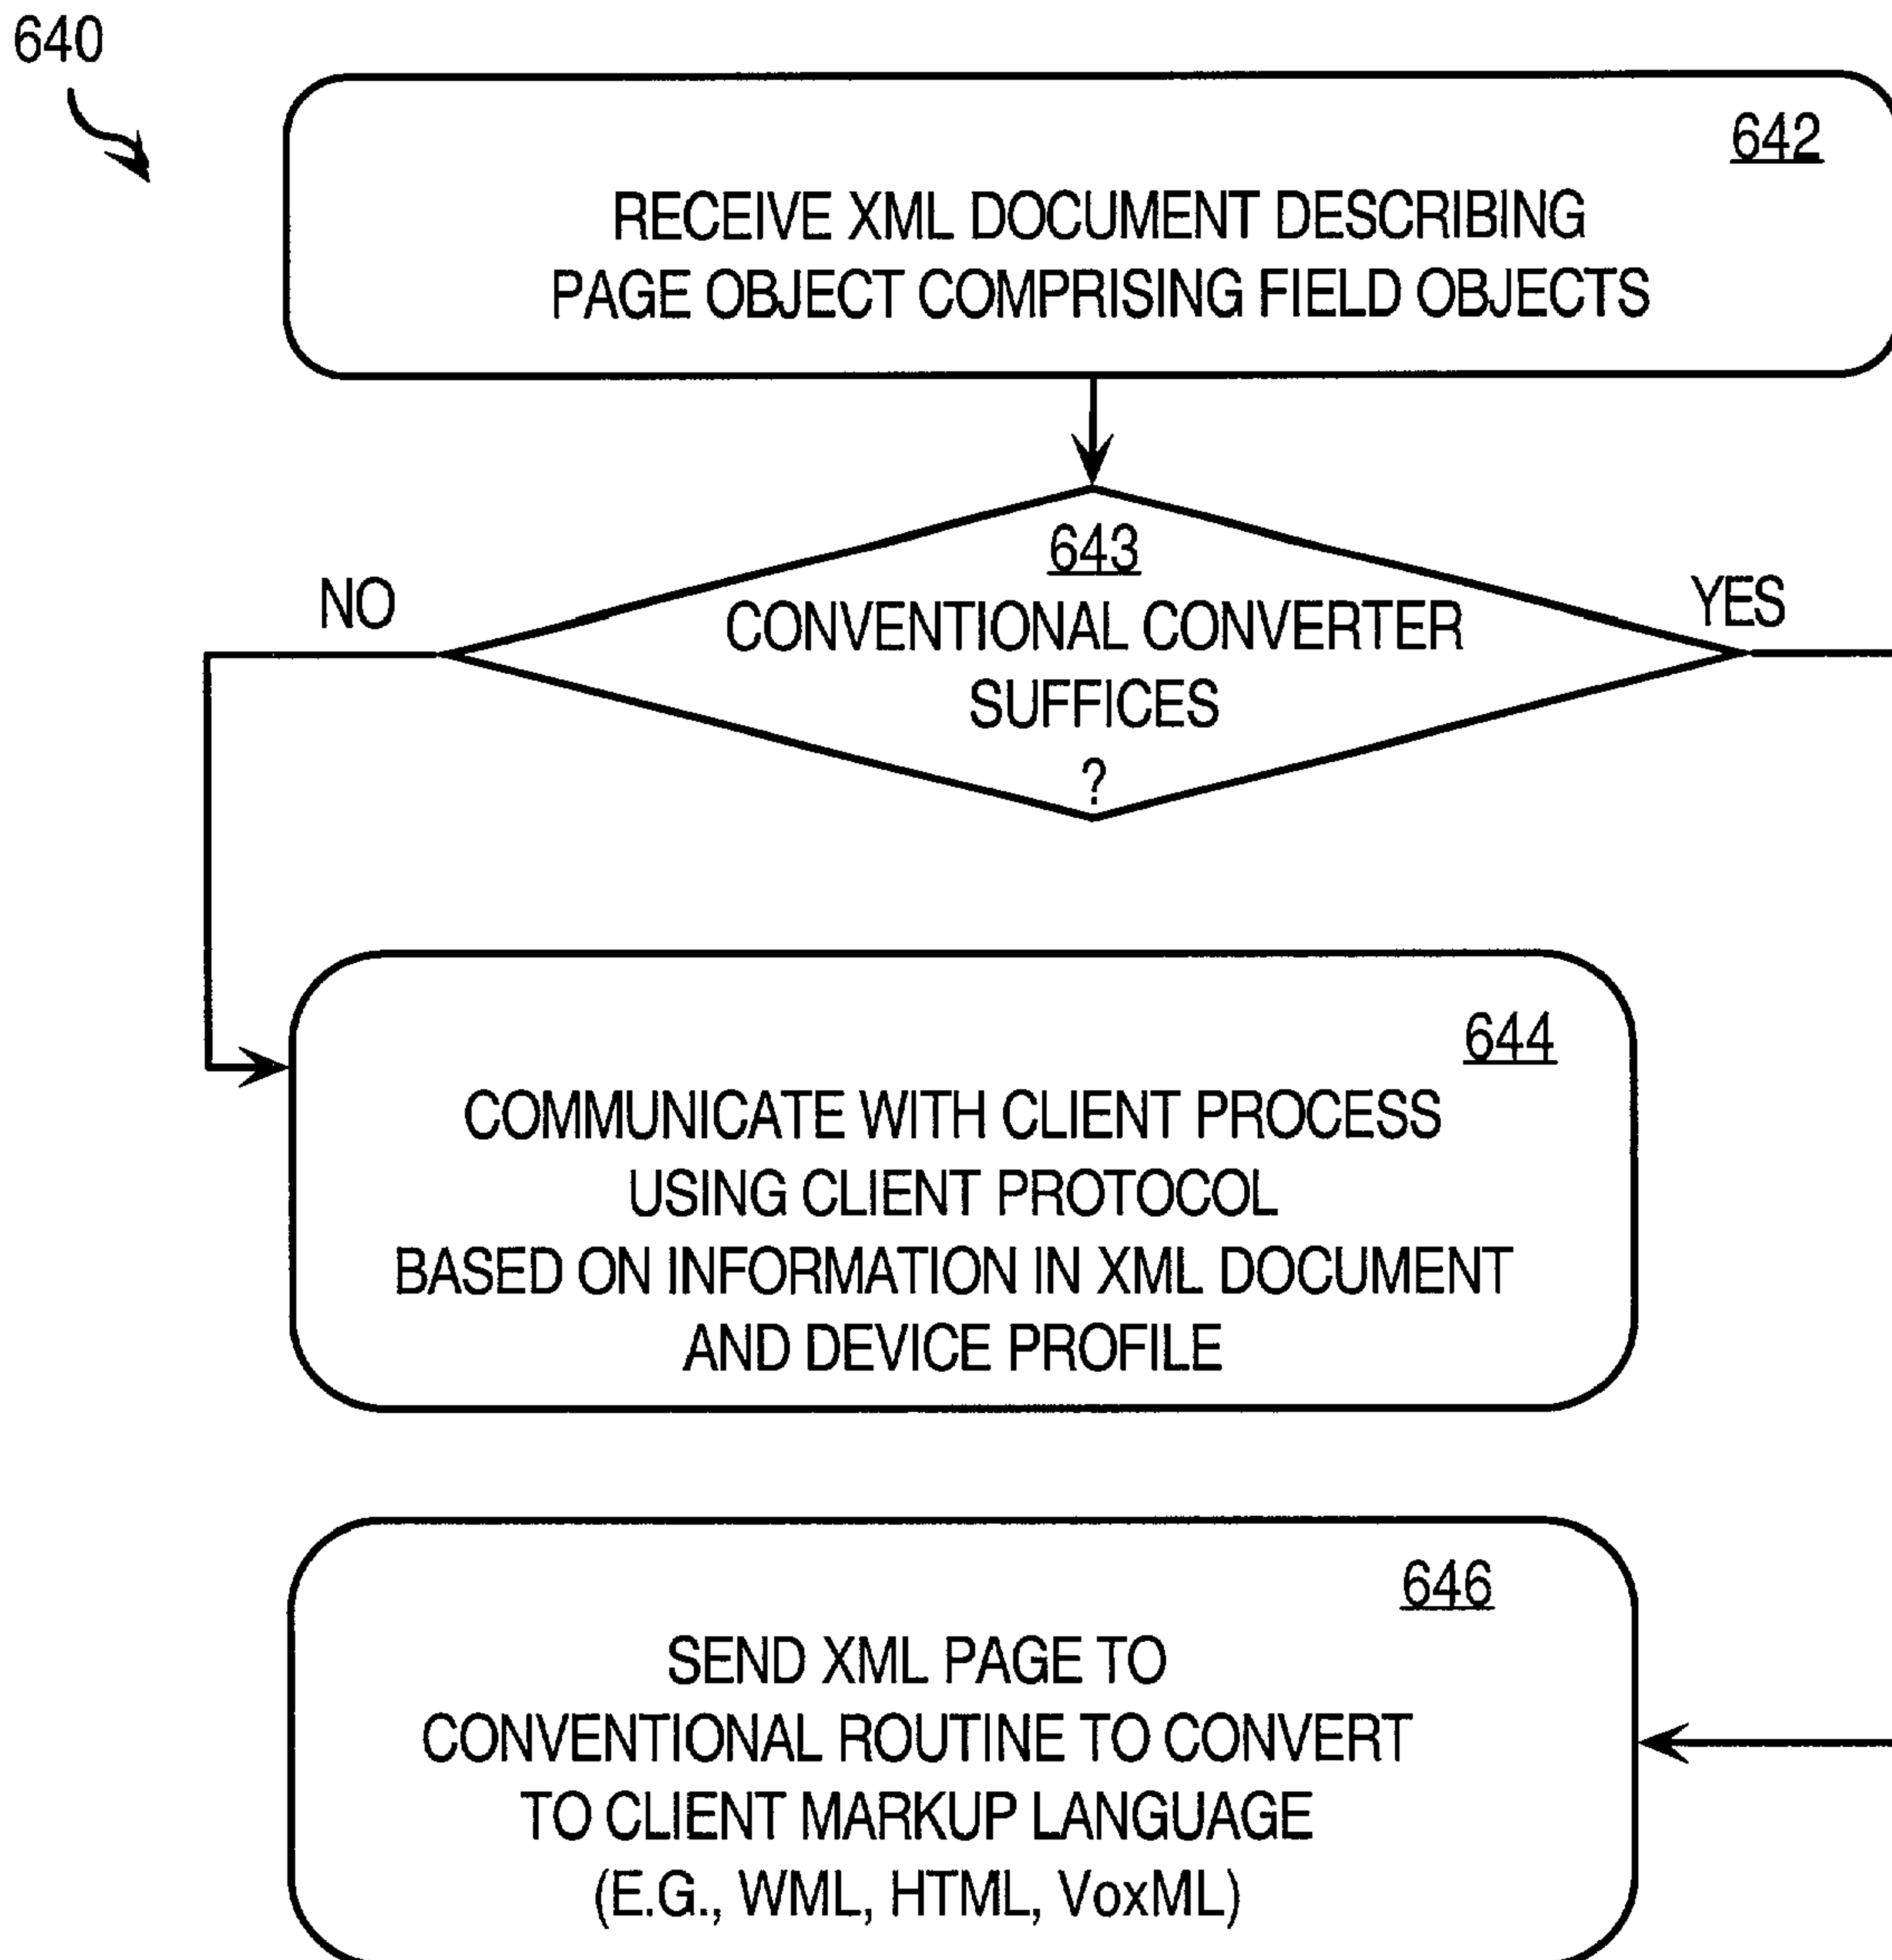 640
642
RECEIVE XML DOCUMENT DESCRIBING
PAGE OBJECT COMPRISING FIELD OBJECTS
643
NO
YES
CONVENTIONAL CONVERTER
SUFFICES
?
644
COMMUNICATE WITH CLIENT PROCESS
USING CLIENT PROTOCOL
BASED ON INFORMATION IN XML DOCUMENT
AND DEVICE PROFILE
646
SEND XML PAGE TO
CONVENTIONAL ROUTINE TO CONVERT
TO CLIENT MARKUP LANGUAGE
(E.G., WML, HTML, VoxML)